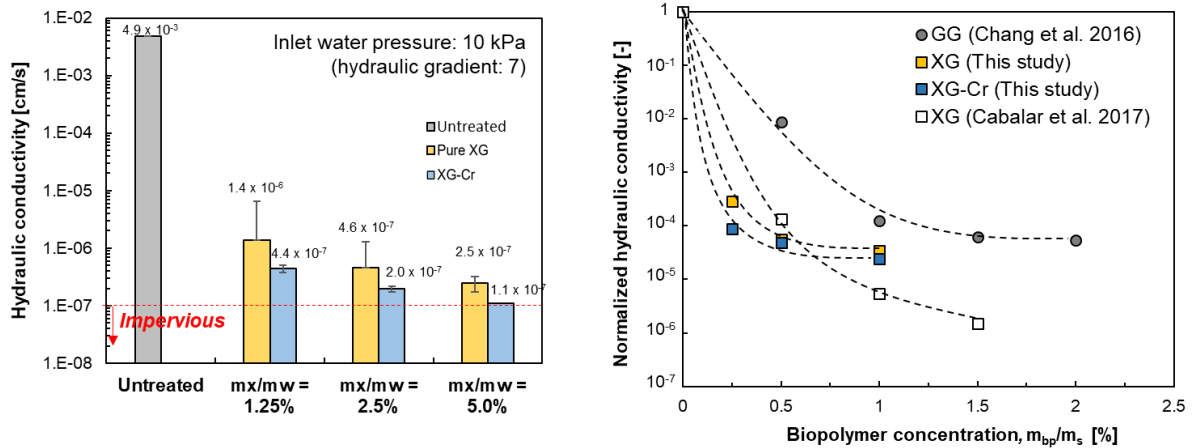 Hydraulic conductivity [cm/s]
1.E-02
1.E-03
1.E-04
1.E-05
1.E-06
1.E-07
1.E-08
4.9 x 10-3
Inlet water pressure: 10 kPa
(hydraulic gradient: 7)
Untreated
Pure XG
XG-Cr
1.4 x 10-6
4.4 x 10-7
4.6 x 10-7
2.0 x 10-7
2.5 x 10-7
1.1 x 10-7
Impervious
Untreated
mx/mw =
1.25%
mx/mw =
2.5%
mx/mw =
5.0%
Normalized hydraulic conductivity [-]
1
10-1
10-2
10-3
10-4
10-5
10-6
10-7
GG (Chang et al. 2016)
XG (This study)
XG-Cr (This study)
XG (Cabalar et al. 2017)
0
0.5
1
1.5
2
2.5
Biopolymer concentration, mbp/ms [%]